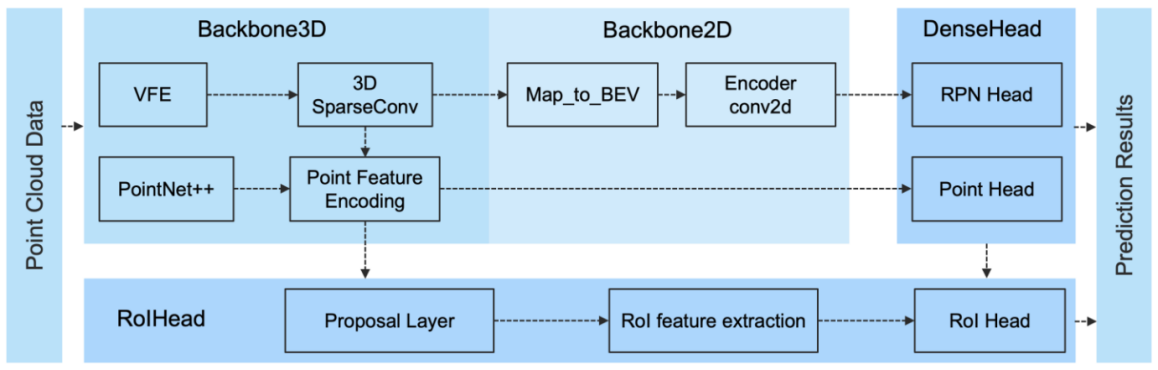 Point Cloud Data
Backbone3D
Backbone2D
DenseHead
VFE
3D
SparseConv
Map_to_BEV
Encoder
conv2d
RPN Head
PointNet++
Point Feature
Encoding
Point Head
RoIHead
Proposal Layer
RoI feature extraction
RoI Head
Prediction Results